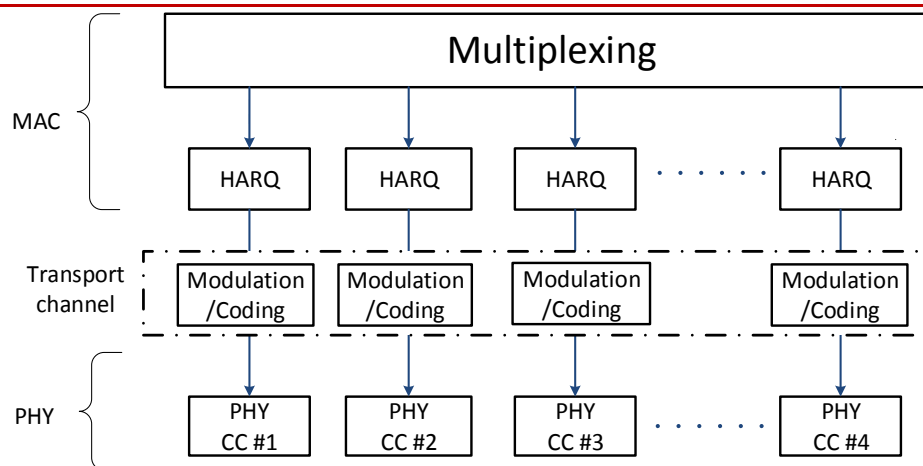 Multiplexing
MAC
HARQ HARQ HARQ . . . . . . HARQ
Transport
channel
Modulation
/Coding
Modulation
/Coding
Modulation
/Coding
Modulation
/Coding
PHY
PHY
CC #1
PHY
CC #2
PHY
CC #3
. . . . . .
PHY
CC #4